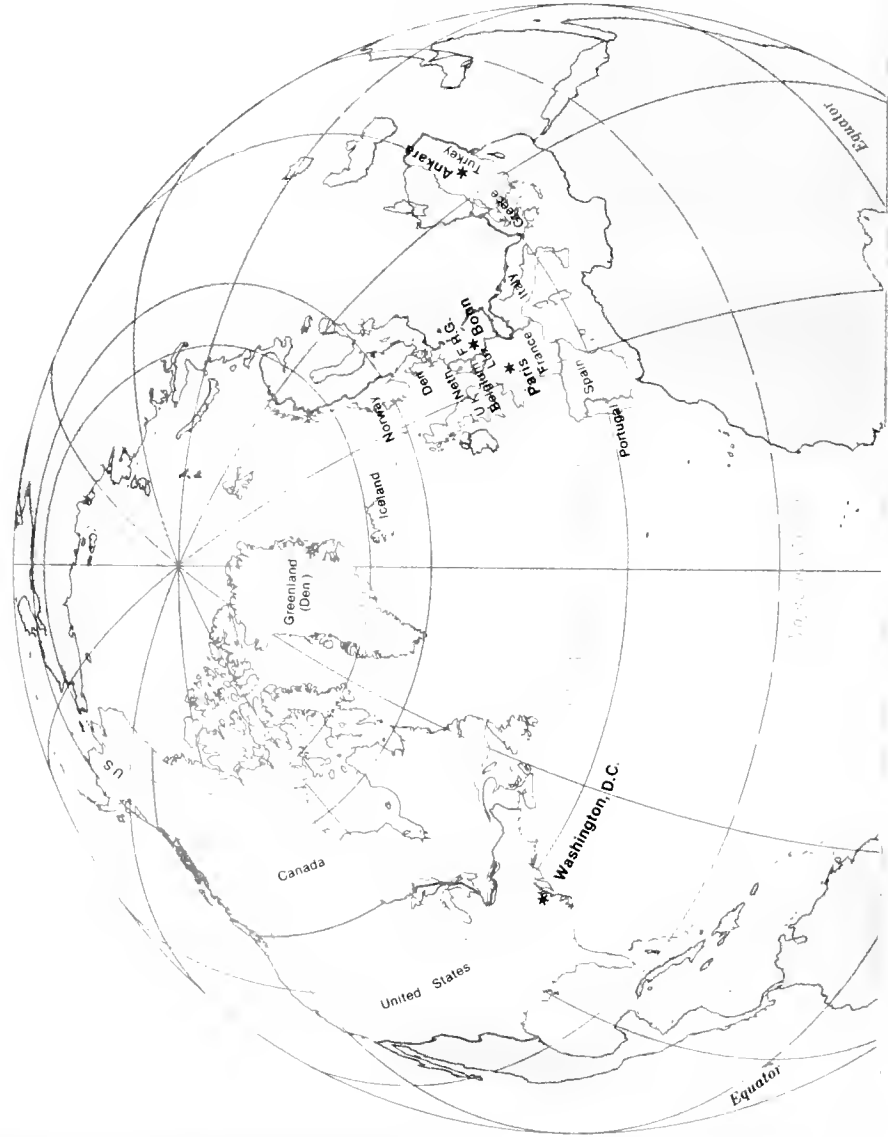 Equator
Ankara
Turkey
Greece
Italy
F.R.G.
Bonn
Lux
Den
Neth
Belgium
U K
Paris
France
Spain
Portugal
Norway
Iceland
Greenland
(Den )
US
Canada
Washington, D.C.
United States
Equator